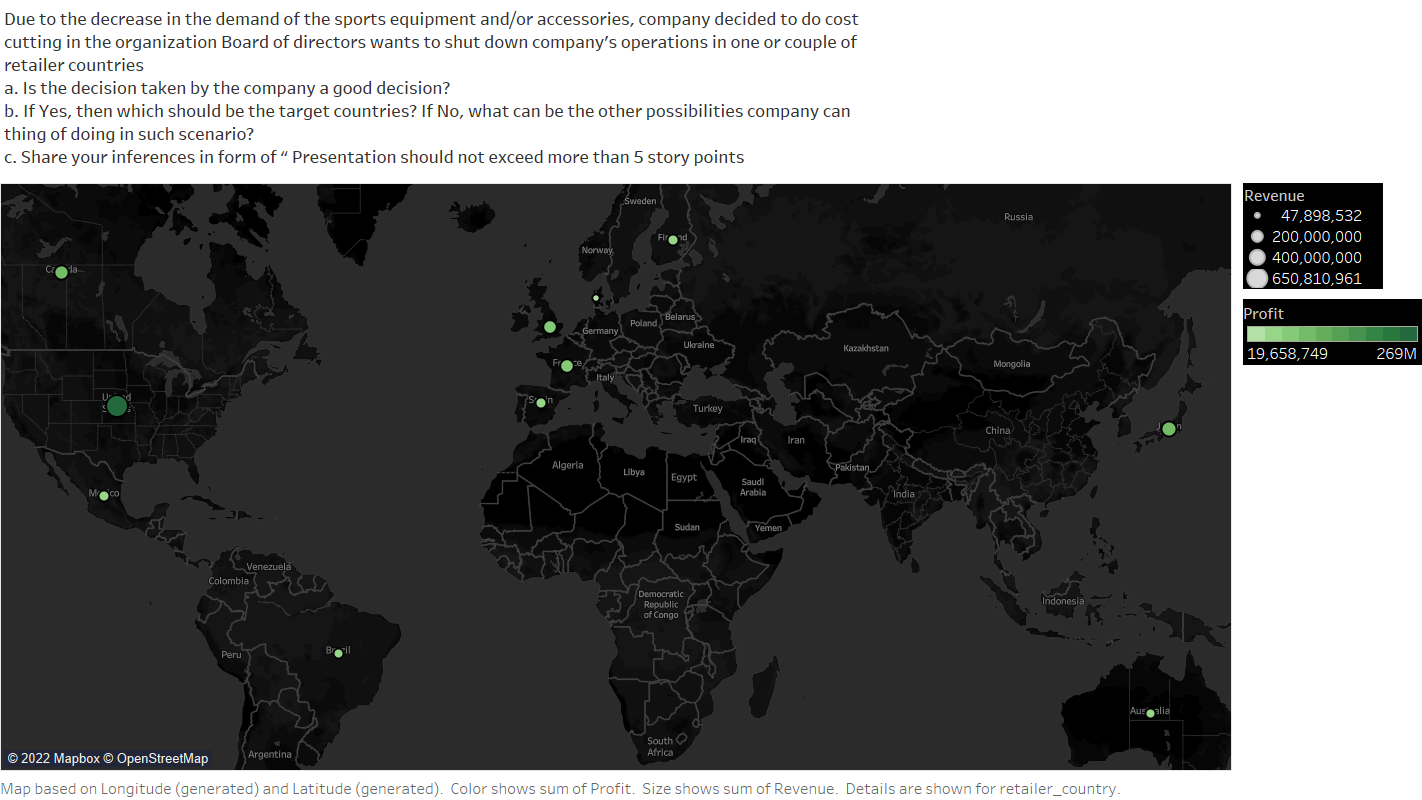 Due to the decrease in the demand of the sports equipment and/or accessories, company decided to do cost
cutting in the organization Board of directors wants to shut down company's operations in one or couple of
retailer countries
a. Is the decision taken by the company a good decision?
b. If Yes, then which should be the target countries? If No, what can be the other possibilities company can
thing of doing in such scenario?
c. Share your inferences in form of “ Presentation should not exceed more than 5 story points
Revenue
47,898,532
200,000,000
400,000,000
650,810,961
Profit
19,658,749 269M
Sweden
Russia
Norway
Germany
Poland
Belarus
Ukraine
Kazakhstan
Mongolia
Italy
Turkey
China
Iraq
Iran
Algeria
Libya
Egypt
Pakistan
Saudi
Arabia
India
Sudan
Yemen
Venezuela
Colombia
Democratic
Republic
of Congo
Indonesia
Peru
South
Africa
Argentina
© 2022 Mapbox © OpenStreetMap
Map based on Longitude (generated) and Latitude (generated). Color shows sum of Profit. Size shows sum of Revenue. Details are shown for retailer_country.